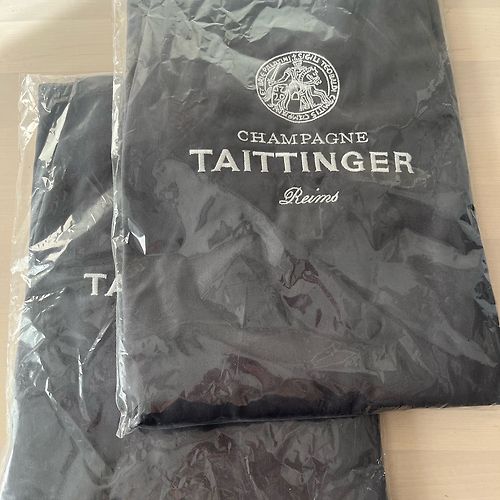 CHAMPAGNE
TAITTINGER
Reims
TA